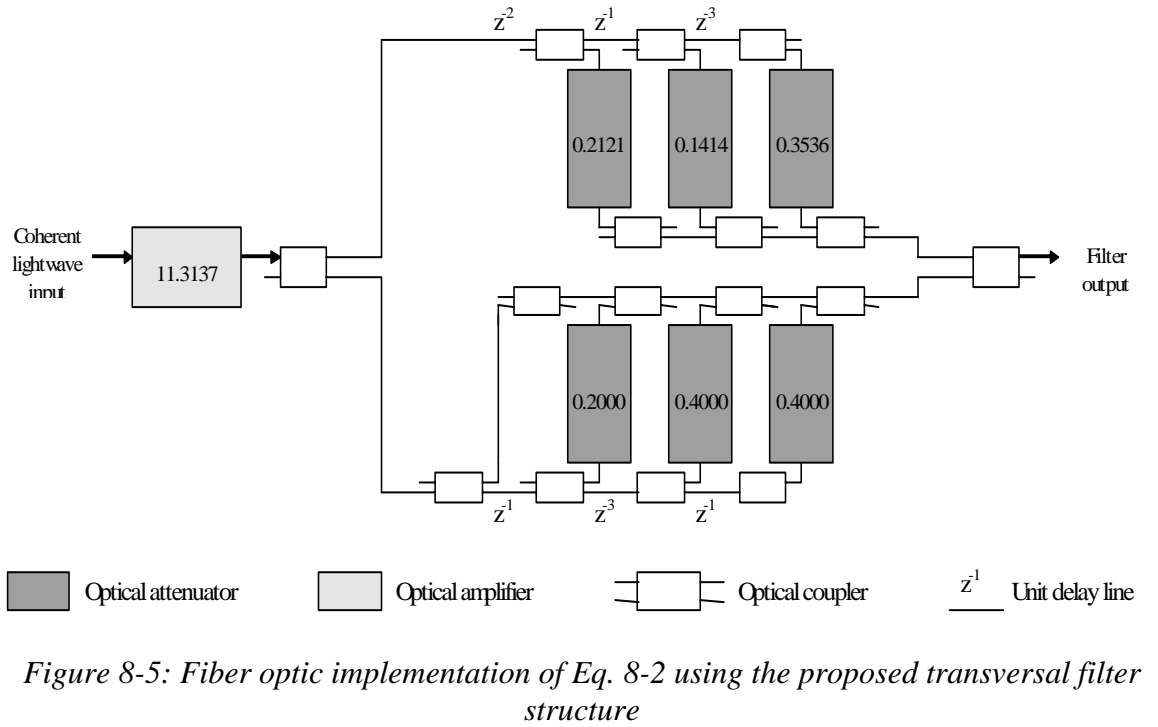 z-2 z-1 z-3
0.2121 0.1414 0.3536
Coherent
lightwave
input
11.3137
Filter
output
0.2000 0.4000 0.4000
z-1 z-3 z-1
Optical attenuator
Optical amplifier
Optical coupler
z-1
Unit delay line
Figure 8-5: Fiber optic implementation of Eq. 8-2 using the proposed transversal filter
structure